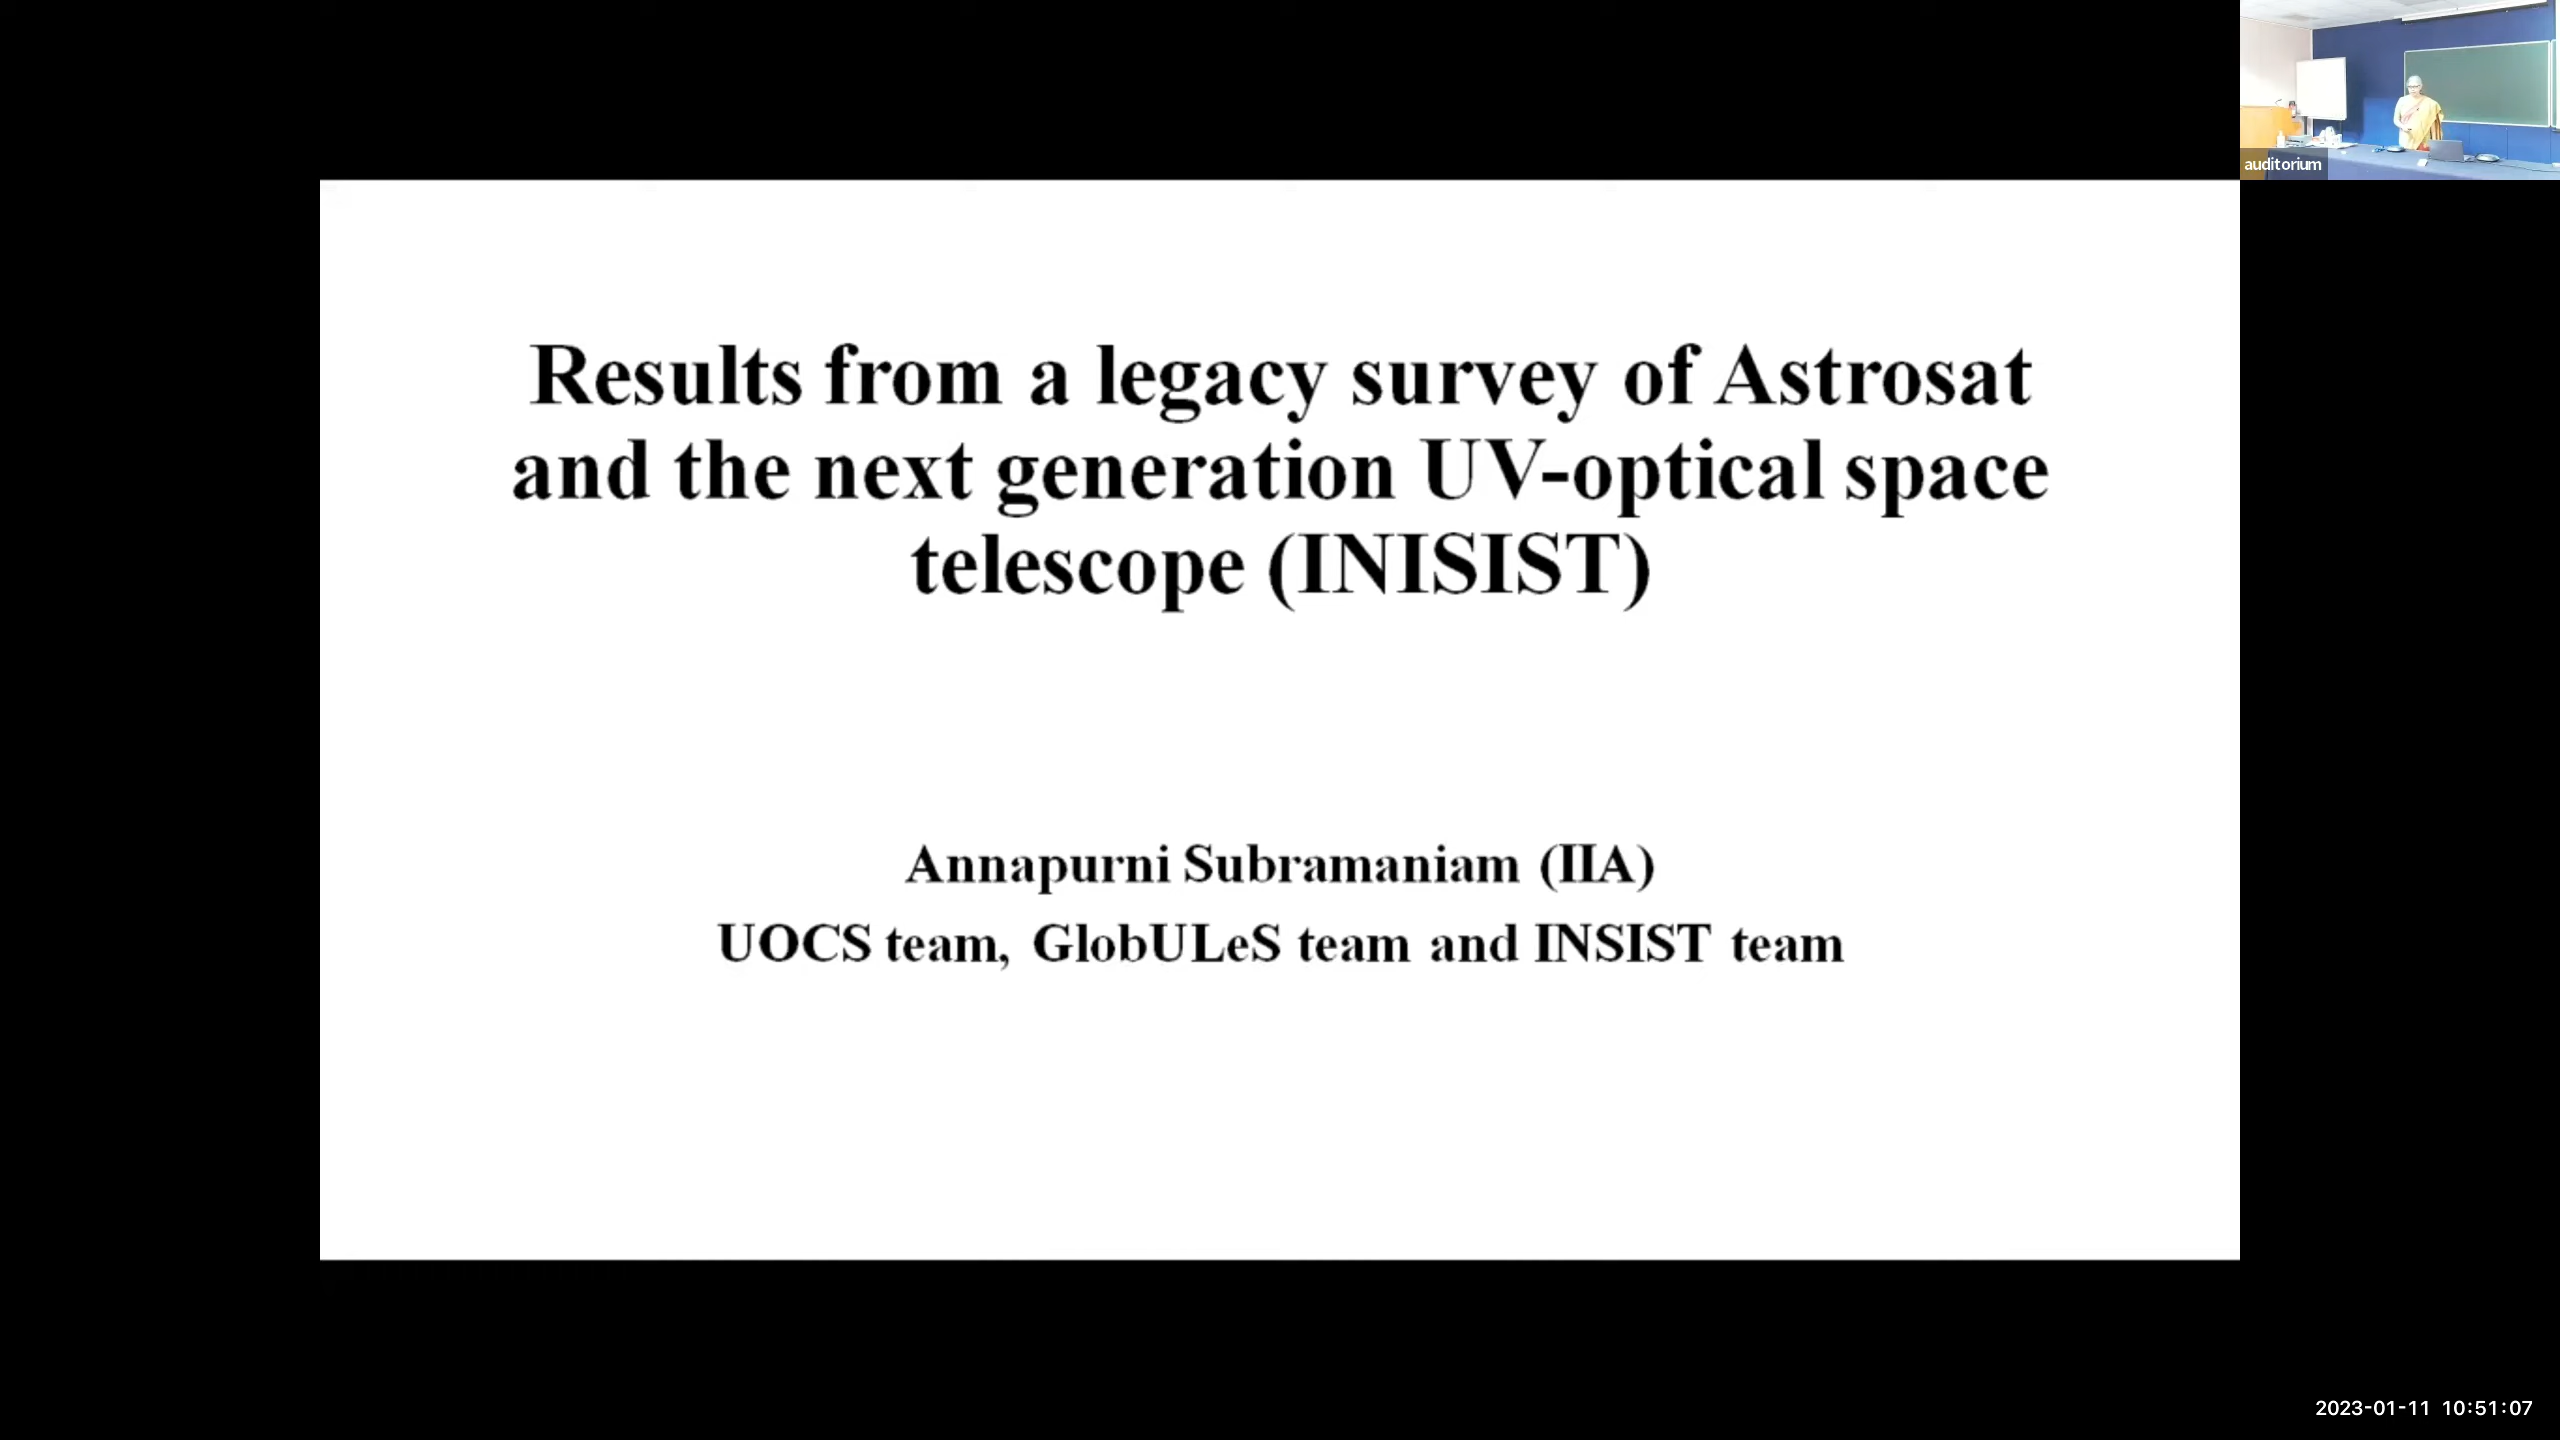 auditorium
Results from a legacy survey of Astrosat
and the next generation UV-optical space
telescope (INISIST)
Annapurni Subramaniam (IIA)
UOCS team, GlobULeS team and INSIST team
2023-01-11 10:51:07